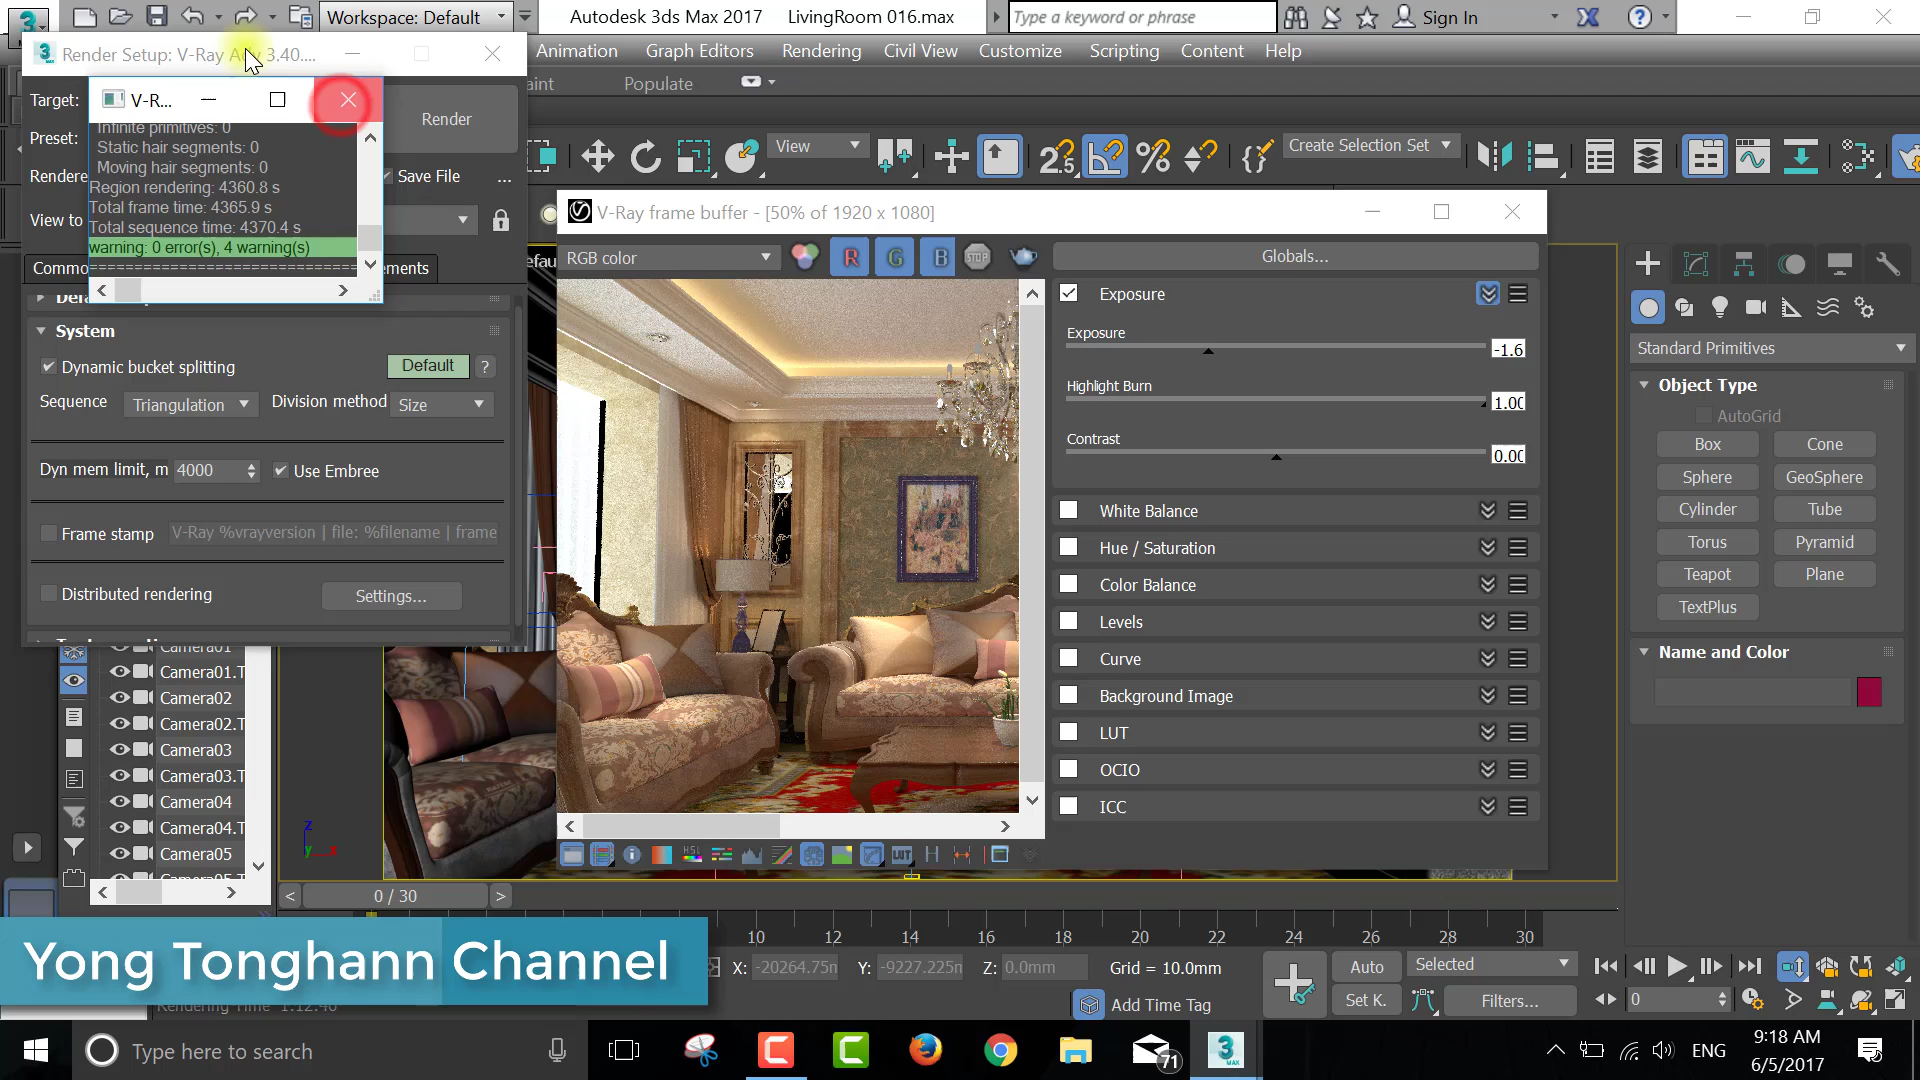 Workspace: Default
Autodesk 3ds Max 2017
LivingRoom 016.max
Type a keyword or phrase
Sign In
Render Setup: V-Ray Adv 3.40....
Animation
Graph Editors
Rendering
Civil View
Customize
Scripting
Content
Help
Populate
Target:
V-R...
Render
Preset:
Infinite primitives: 0
Static hair segments: 0
Moving hair segments: 0
Region rendering: 4360.8 s
Total frame time: 4365.9 s
Total sequence time: 4370.4 s
warning: 0 error(s), 4 warning(s)
Save File
...
View to
View
Create Selection Set
V-Ray frame buffer - [50% of 1920 x 1080]
RGB color
R
G
B
STOP
Globals...
Exposure
Exposure
-1.6
Highlight Burn
1.00
Contrast
0.00
White Balance
Hue / Saturation
Color Balance
Levels
Curve
Background Image
LUT
OCIO
ICC
System
Dynamic bucket splitting
Default
?
Sequence
Triangulation
Division method
Size
Dyn mem limit, m
4000
Use Embree
Frame stamp
V-Ray %vrayversion | file: %filename | frame
Distributed rendering
Settings...
Camera01
Camera01.T
Camera02
Camera02.T
Camera03
Camera03.T
Camera04
Camera04.T
Camera05
Standard Primitives
Object Type
AutoGrid
Box
Cone
Sphere
GeoSphere
Cylinder
Tube
Torus
Pyramid
Teapot
Plane
TextPlus
Name and Color
0 / 30
10 12 14 16 18 20 22 24 26 28 30
Yong Tonghann Channel
X: -20264.75n
Y: -9227.225n
Z: 0.0mm
Grid = 10.0mm
Add Time Tag
Auto
Selected
Set K.
Filters...
0
Type here to search
71
ENG
9:18 AM
6/5/2017